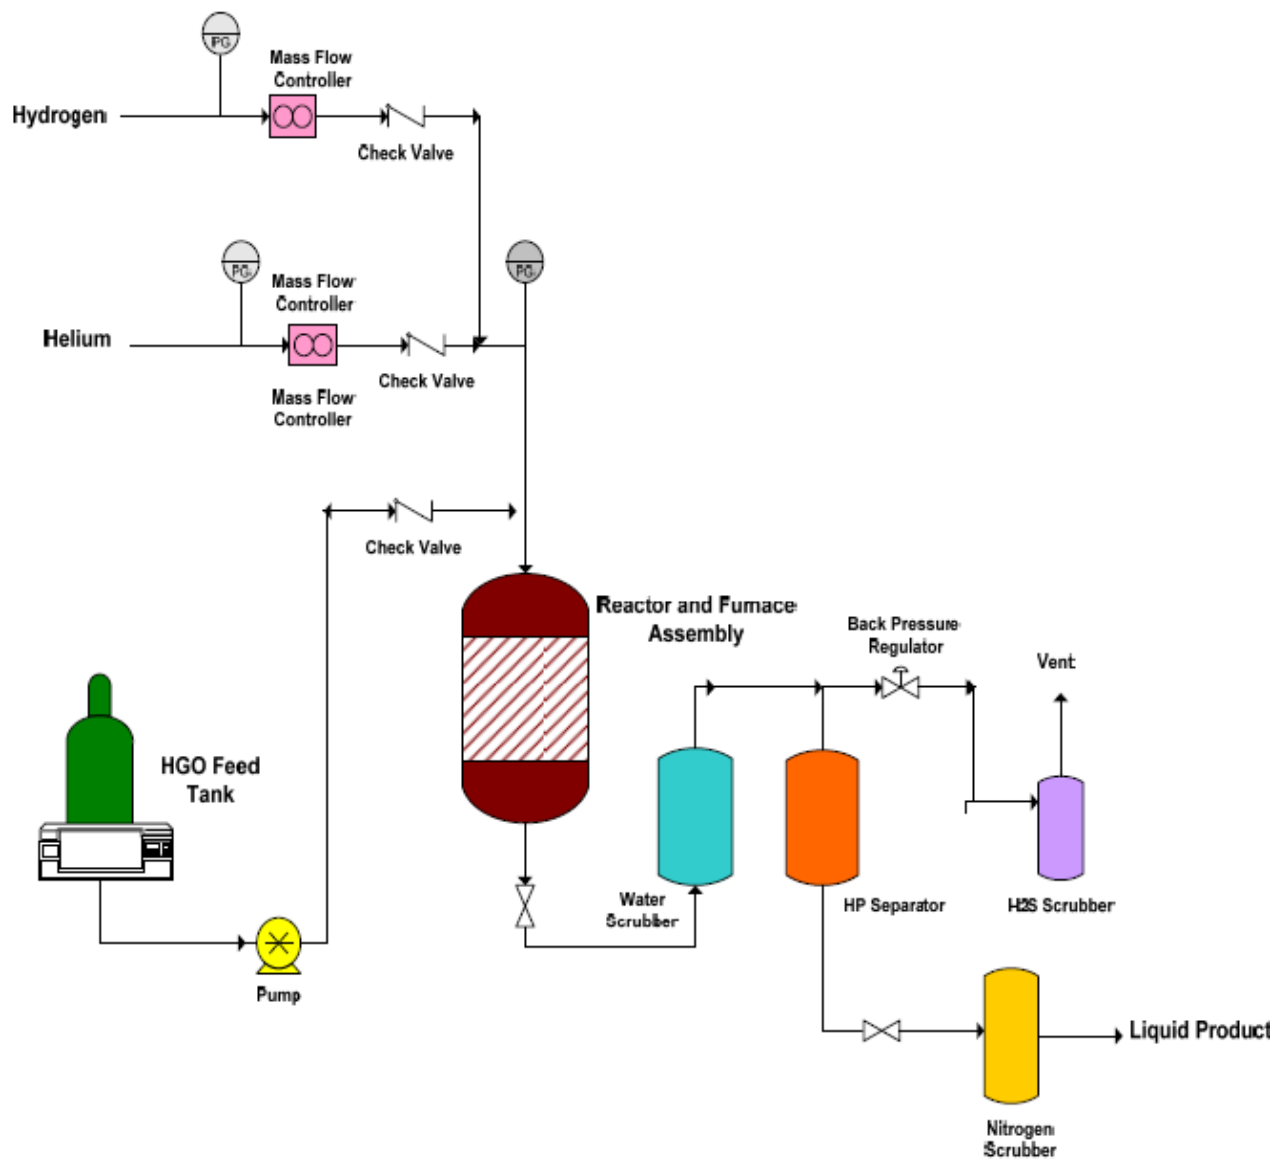 PG
Mass Flow
Controller
Hydrogen
Check Valve
PG
Mass Flow
Controller
PG
Helium
Check Valve
Mass Flow
Controller
Check Valve
Reactor and Furnace
Assembly
Back Pressure
Regulator
Vent
HGO Feed
Tank
Water
Scrubber
HP Separator
H2S Scrubber
Pump
Liquid Product
Nitrogen
Scrubber